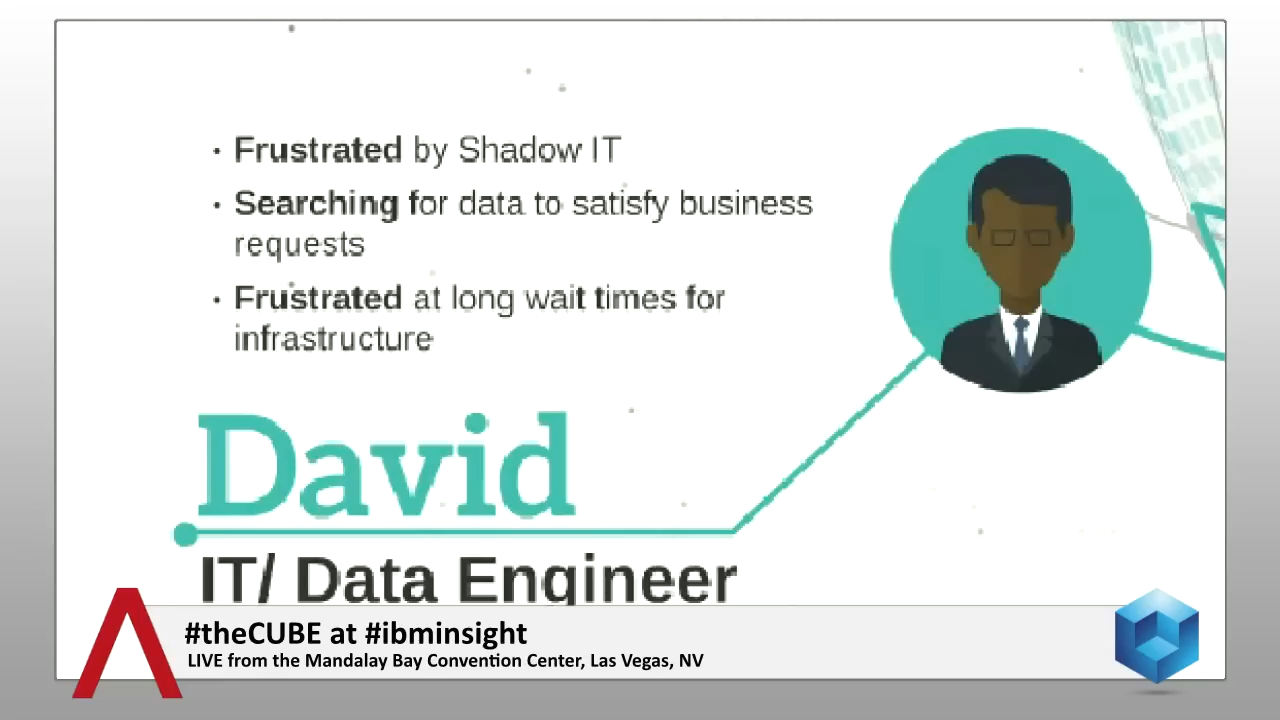 • Frustrated by Shadow IT
• Searching for data to satisfy business
requests
• Frustrated at long wait times for
infrastructure
David
IT/ Data Engineer
#theCUBE at #ibminsight
LIVE from the Mandalay Bay Convention Center, Las Vegas, NV